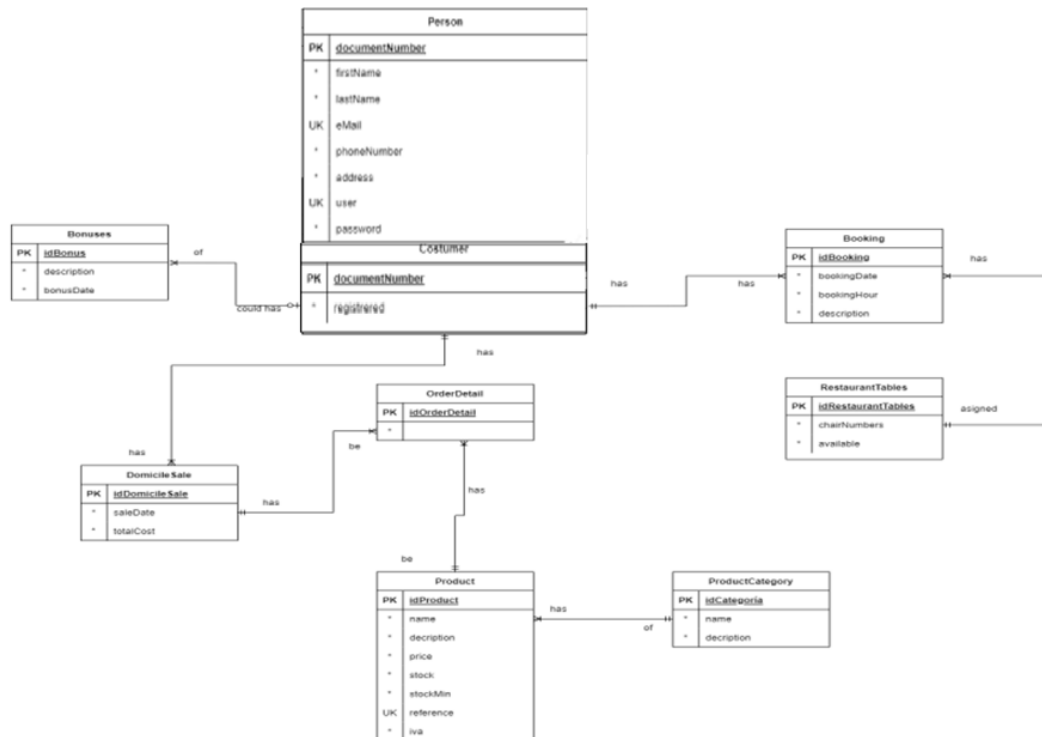 Person
PK documentNumber
* firstName
* lastName
UK eMail
* phoneNumber
* address
UK user
* password
Costumer
PK documentNumber
* registrered
Bonuses
PK idBonus
* description
* bonusDate
of
could has
has
has
Booking
PK idBooking
* bookingDate
* bookingHour
* description
has
RestaurantTables
PK idRestaurantTables
* chairNumbers
* available
asigned
has
has
OrderDetail
PK idOrderDetail
*
be
has
DomicileSale
PK idDomicileSale
* saleDate
* totalCost
has
be
Product
PK idProduct
* name
* decription
* price
* stock
* stockMin
UK reference
* iva
has
of
ProductCategory
PK idCategoria
* name
* decription